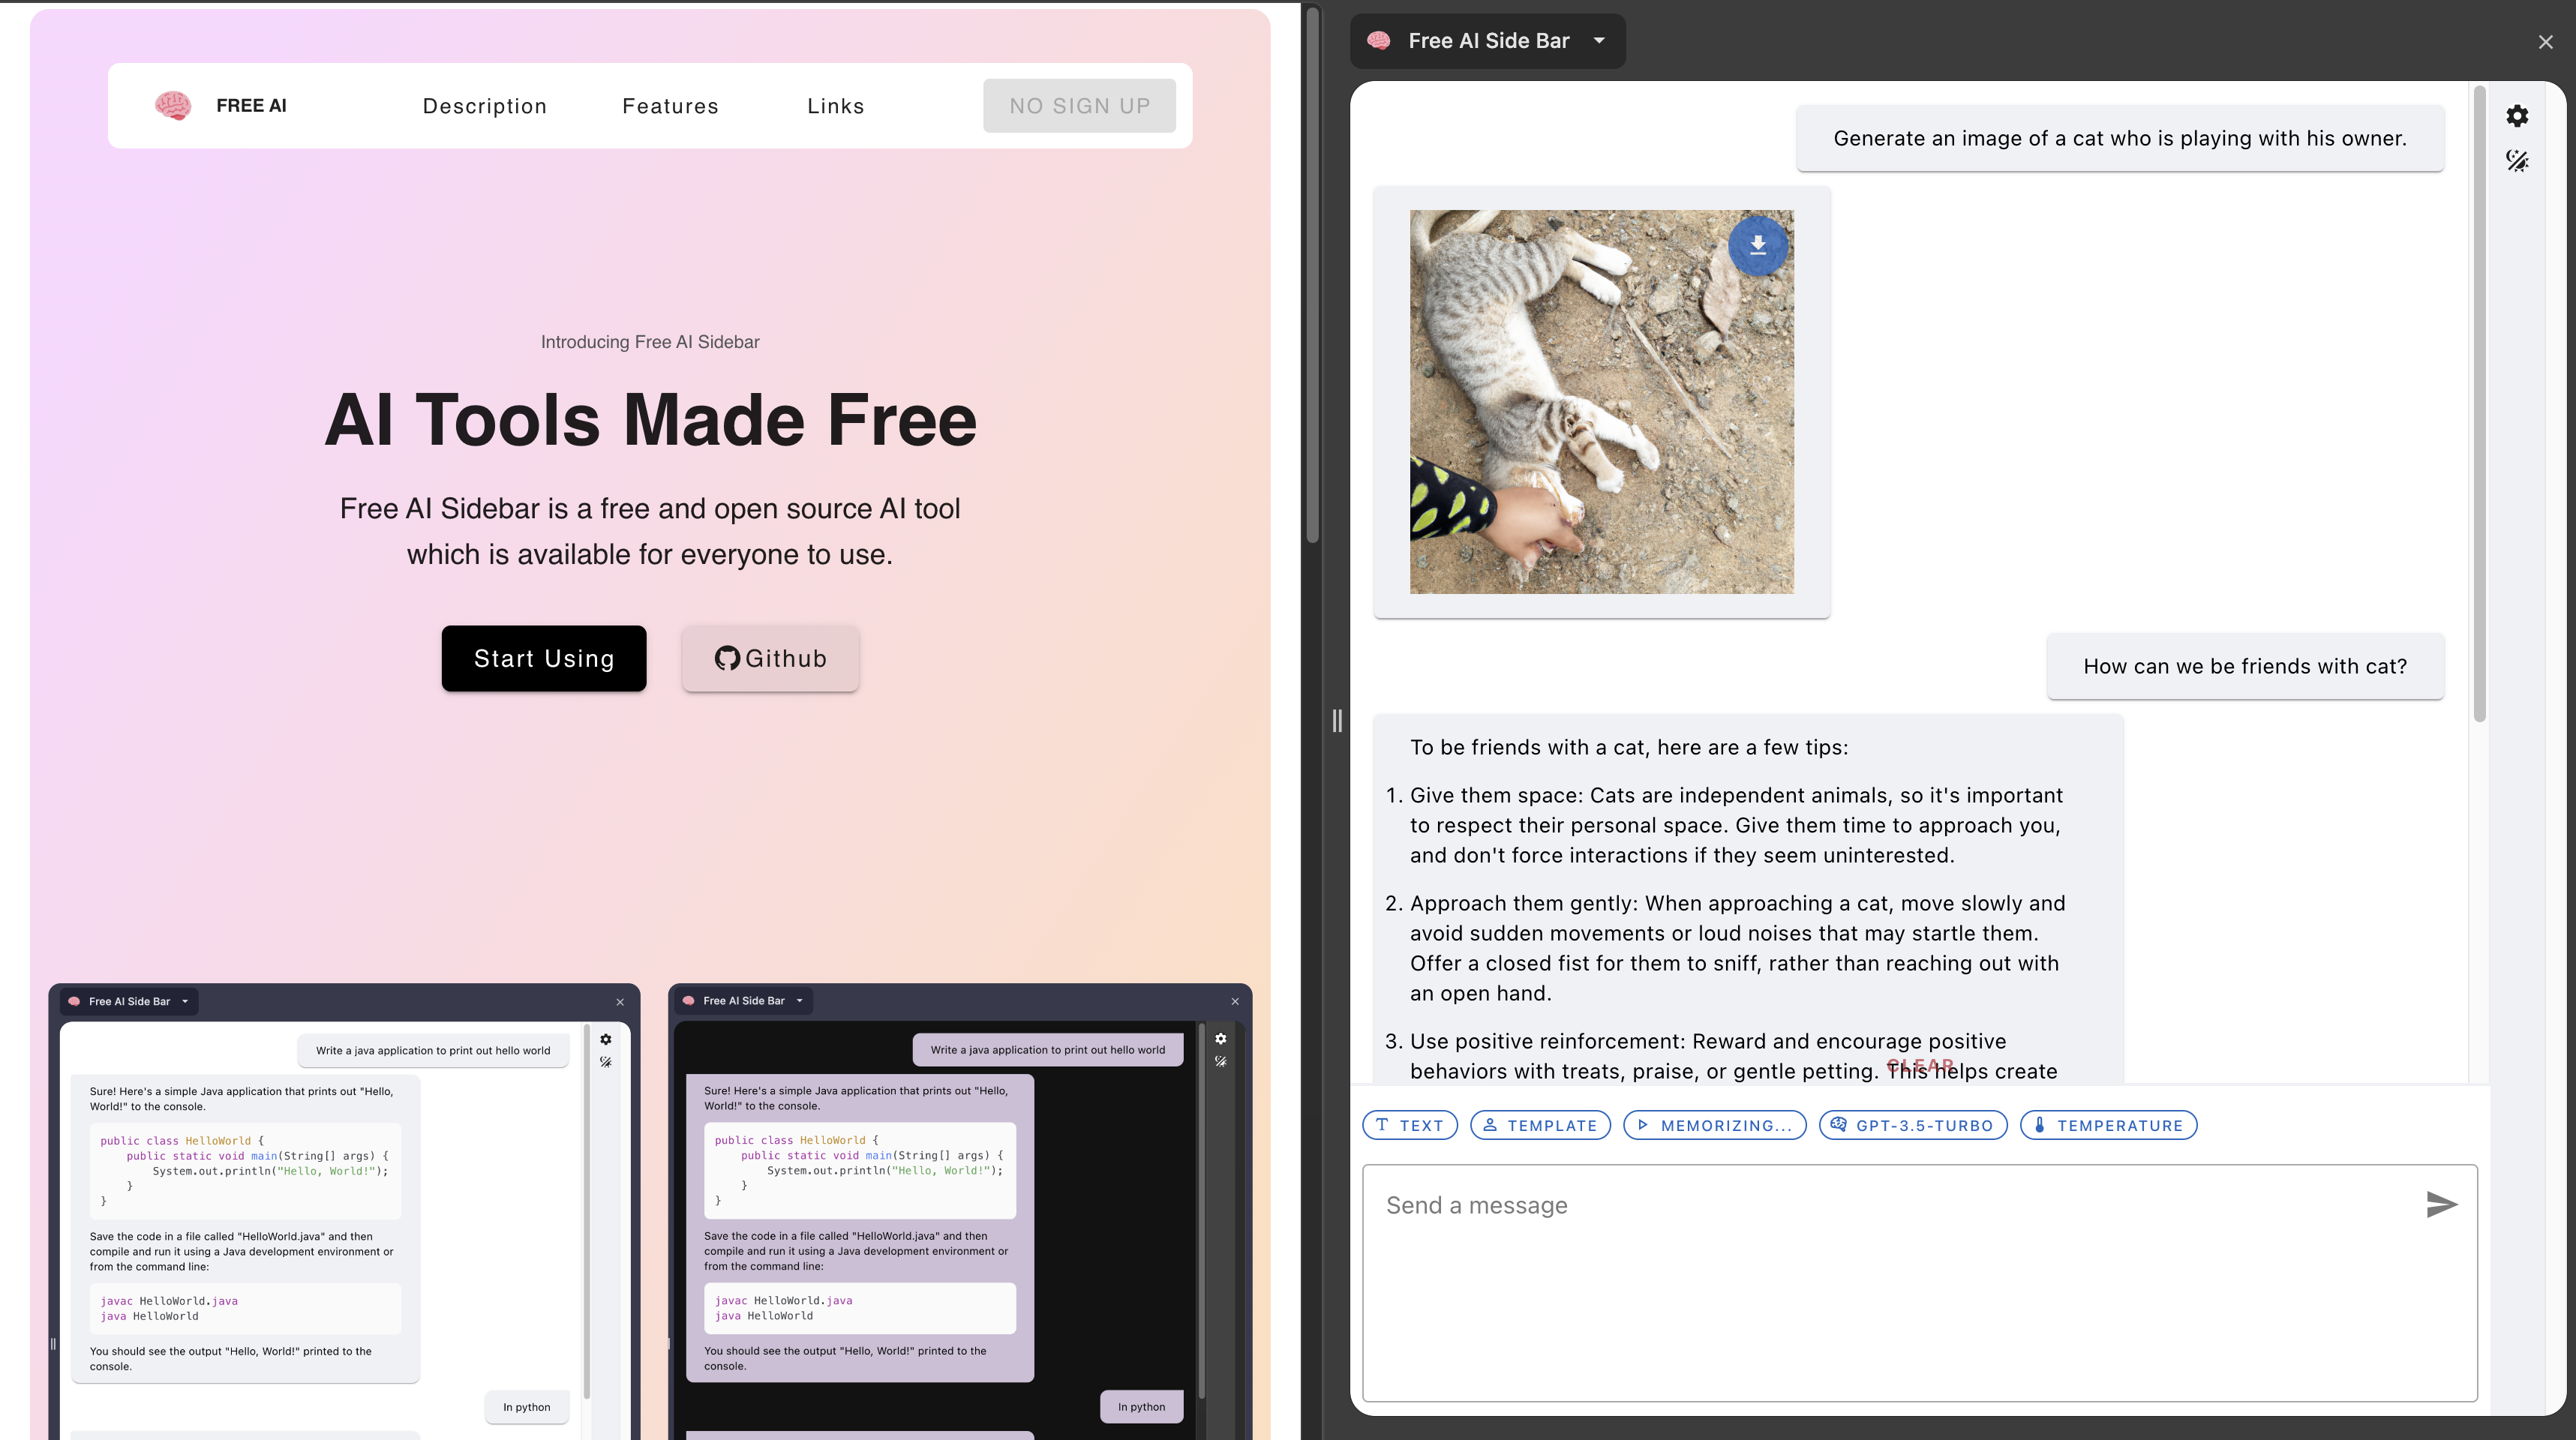 FREE AI
Description
Features
Links
NO SIGN UP
Introducing Free AI Sidebar
AI Tools Made Free
Free AI Sidebar is a free and open source AI tool
which is available for everyone to use.
Start Using
Github
Free AI Side Bar
Write a java application to print out hello world
Sure! Here's a simple Java application that prints out "Hello,
World!" to the console.
public class HelloWorld {
    public static void main(String[] args) {
        System.out.println("Hello, World!");
    }
}
Save the code in a file called "HelloWorld.java" and then
compile and run it using a Java development environment or
from the command line:
javac HelloWorld.java
java HelloWorld
You should see the output "Hello, World!" printed to the
console.
In python
Free AI Side Bar
Write a java application to print out hello world
Sure! Here's a simple Java application that prints out "Hello,
World!" to the console.
public class HelloWorld {
    public static void main(String[] args) {
        System.out.println("Hello, World!");
    }
}
Save the code in a file called "HelloWorld.java" and then
compile and run it using a Java development environment or
from the command line:
javac HelloWorld.java
java HelloWorld
You should see the output "Hello, World!" printed to the
console.
In python
Free AI Side Bar
Generate an image of a cat who is playing with his owner.
How can we be friends with cat?
To be friends with a cat, here are a few tips:
1. Give them space: Cats are independent animals, so it's important
to respect their personal space. Give them time to approach you,
and don't force interactions if they seem uninterested.
2. Approach them gently: When approaching a cat, move slowly and
avoid sudden movements or loud noises that may startle them.
Offer a closed fist for them to sniff, rather than reaching out with
an open hand.
3. Use positive reinforcement: Reward and encourage positive
behaviors with treats, praise, or gentle petting. This helps create
CLEAR
TEXT
TEMPLATE
MEMORIZING...
GPT-3.5-TURBO
TEMPERATURE
Send a message